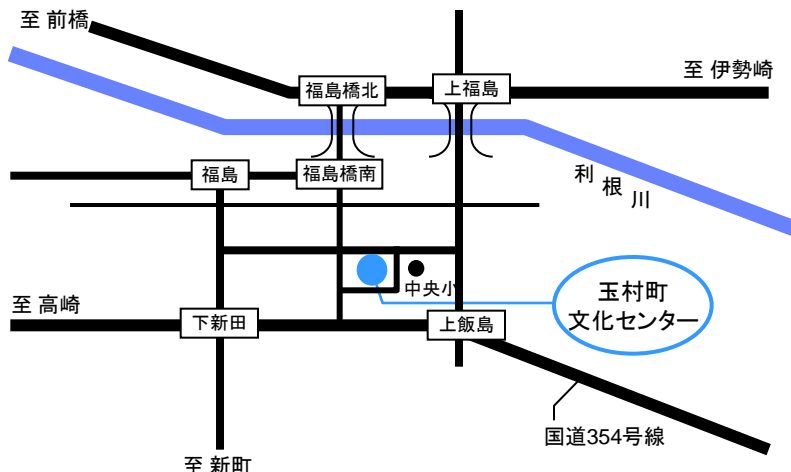 至 前橋
福島橋北
上福島
至 伊勢崎
福島
福島橋南
利根川
中央小
至 高崎
下新田
上飯島
玉村町
文化センター
国道354号線
至 新町